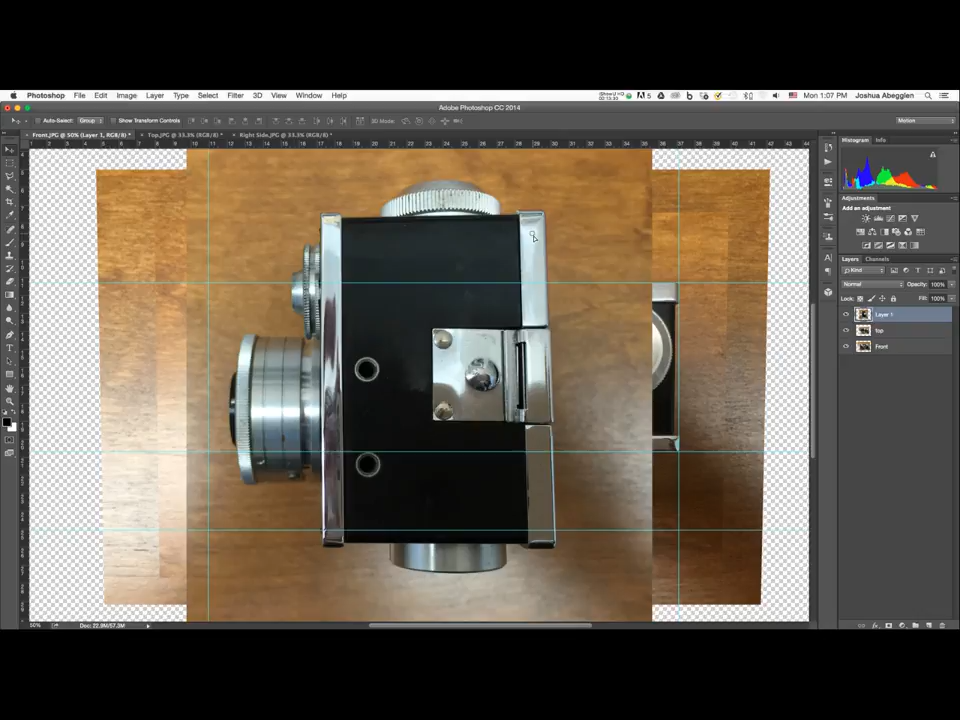 Photoshop File Edit Image Layer Type Select Filter 3D View Window Help
Mon 1:07 PM Joshua Abegglen
Adobe Photoshop CC 2014
Auto-Select: Group Show Transform Controls 3D Mode: Motion
Front.JPG @ 50% (Layer 1, RGB/8) * Top.JPG @ 33.3% (RGB/8) * Right Side.JPG @ 33.3% (RGB/8) *
Histogram Info
Adjustments
Add an adjustment
Layers Channels
Kind
Normal Opacity: 100%
Lock: Fill: 100%
Layer 1
top
Front
50% Doc: 22.9M/57.3M